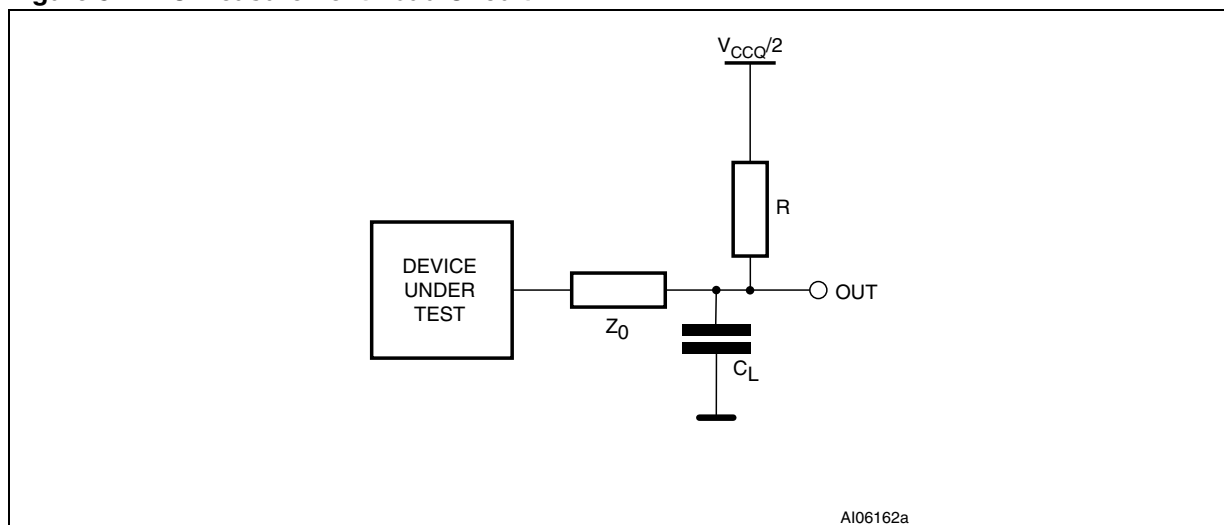 V_CCQ/2
R
DEVICE
UNDER
TEST
OUT
Z_0
C_L
AI06162a